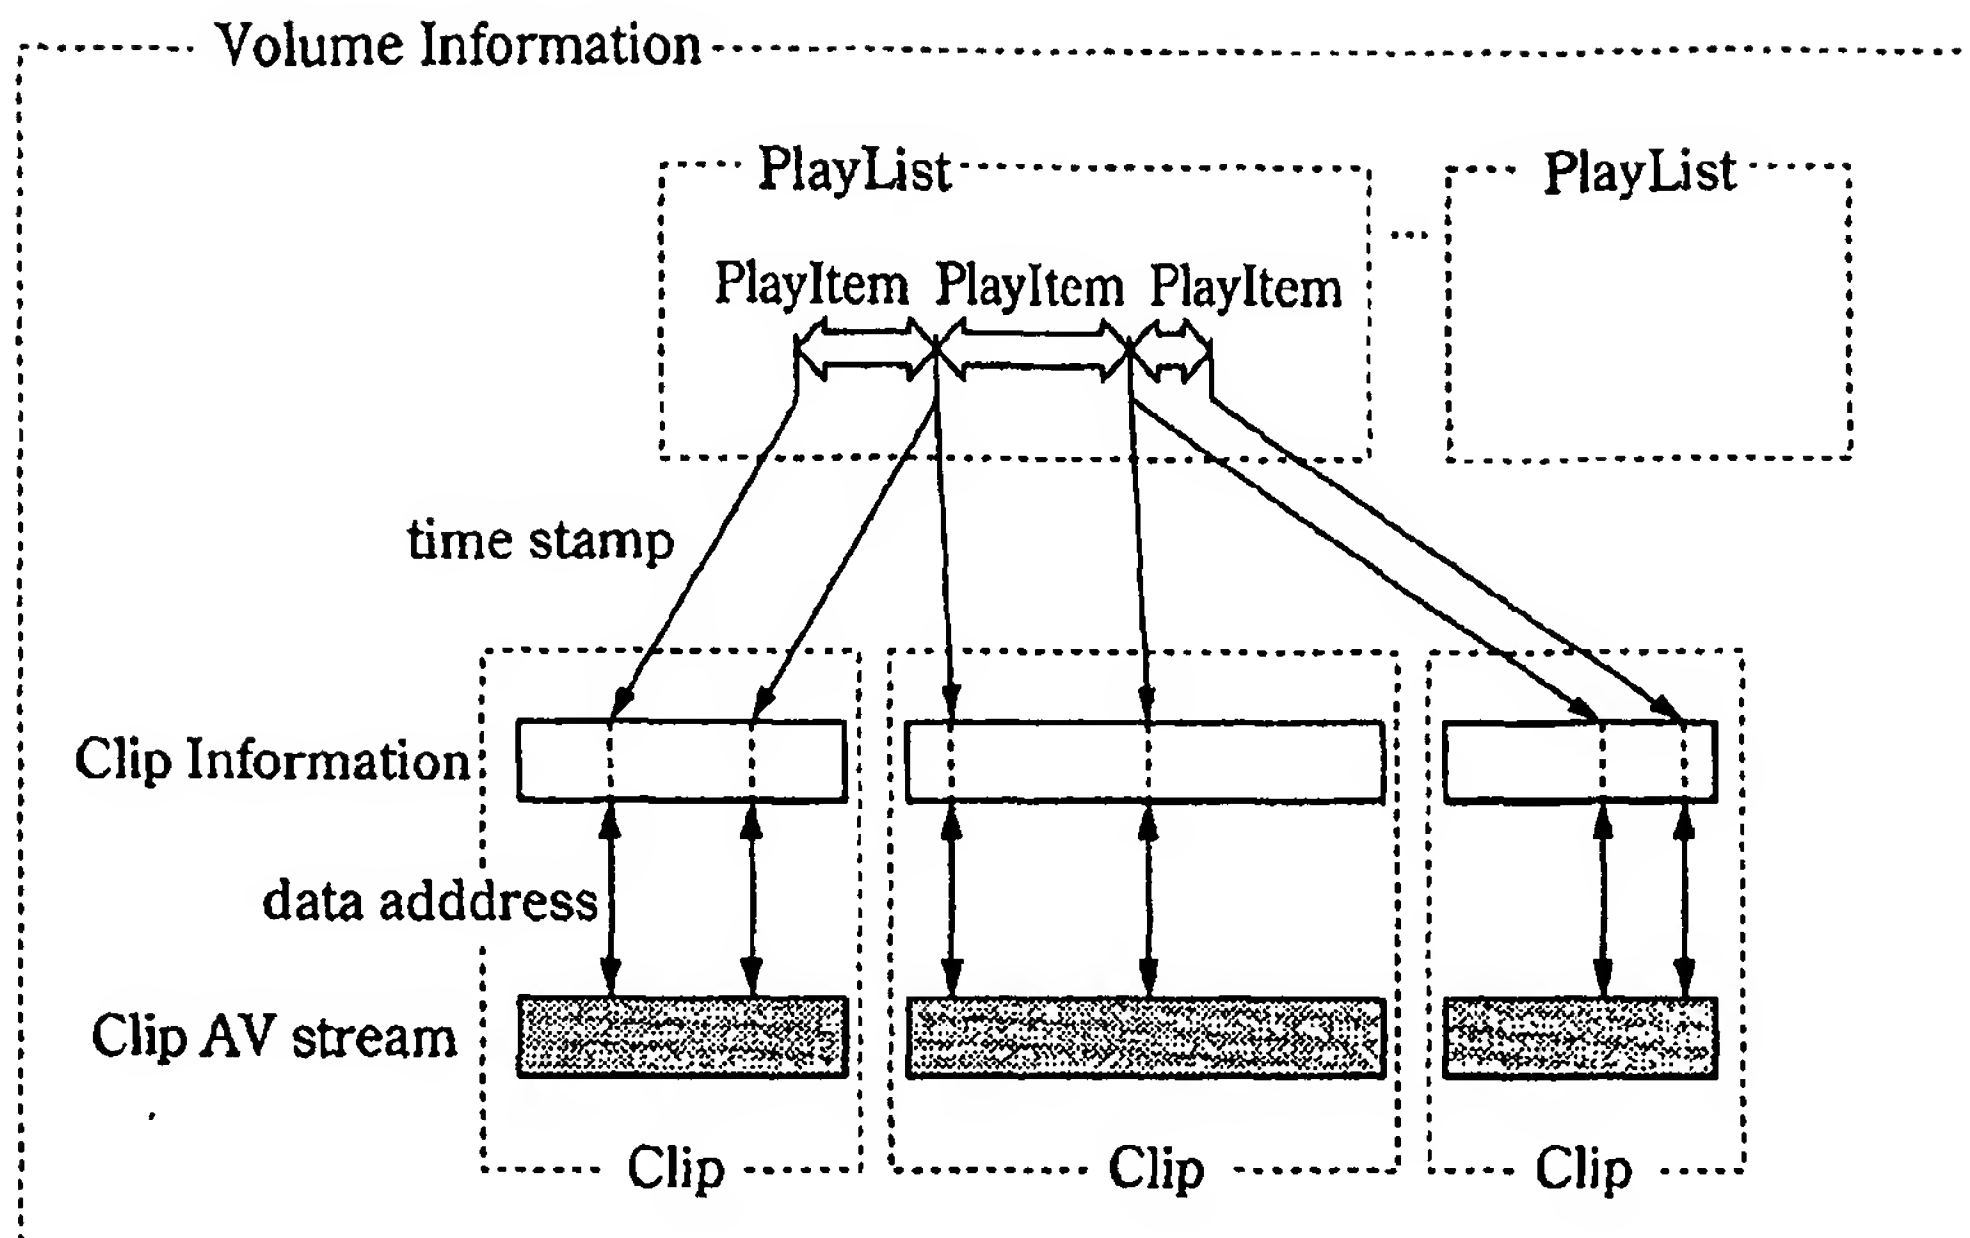 Volume Information
PlayList
PlayList
PlayItem PlayItem PlayItem
time stamp
Clip Information
data adddress
Clip AV stream
Clip
Clip
Clip